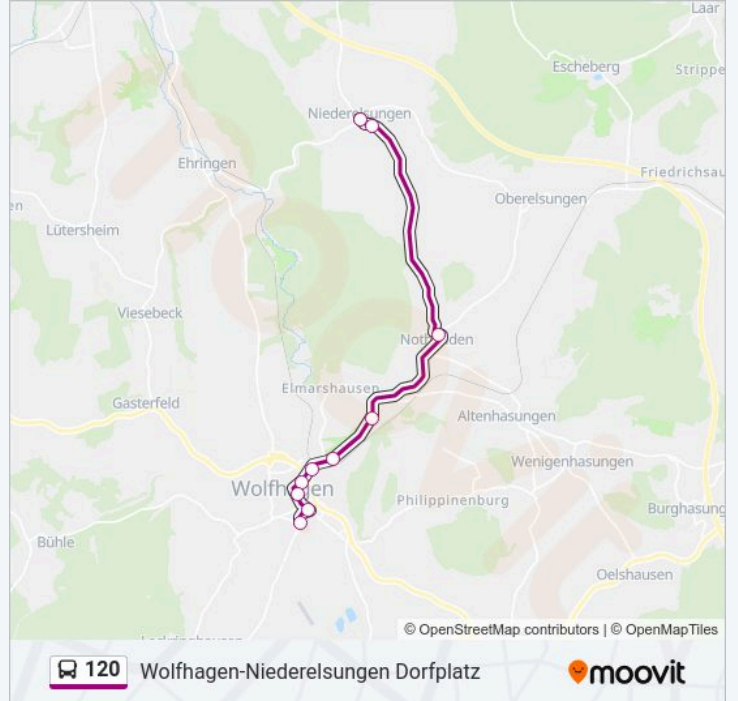 Laar
Escheberg
Strippe
Niederelsungen
Ehringen
Friedrichsau
en
Oberelsungen
Lütersheim
Viesebeck
Elmarshausen
Gasterfeld
Altenhasungen
Wenigenhasungen
Wolfhagen
Philippinenburg
Burghasung
Bühle
Oelshausen
© OpenStreetMap contributors | © OpenMapTiles
120 Wolfhagen-Niederelsungen Dorfplatz moovit